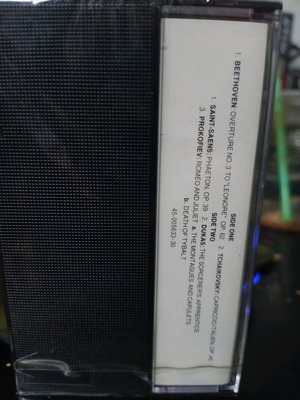 SIDE ONE
1. BEETHOVEN: OVERTURE NO. 3 TO "LEONORE", OP. 62 2. TCHAIKOVSKY: CAPRICCIO ITALIEN, OP. 45
SIDE TWO
1. SAINT-SAENS: PHAETON, OP. 39 2. DUKAS: THE SORCERER'S APPRENTICE
3. PROKOFIEV: ROMEO AND JULIET a. THE MONTAGUES AND CAPULETS
b. DEATH OF TYBALT
45-005633-30